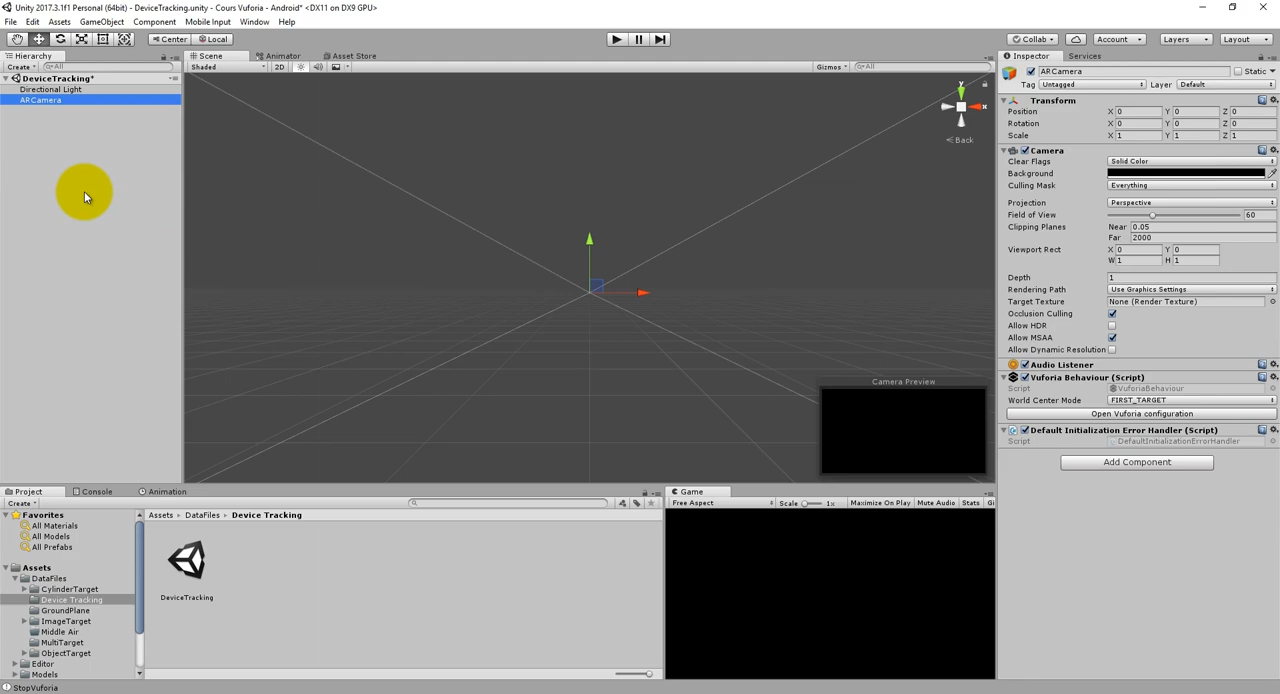 Unity 2017.3.1f1 Personal (64bit) - DeviceTracking.unity - Cours Vuforia - Android* <DX11 on DX9 GPU>
File Edit Assets GameObject Component Mobile Input Window Help
Center Local Collab Account Layers Layout
Hierarchy Scene Animator Asset Store Inspector Services
Create All Shaded 2D Gizmos All
DeviceTracking*
Directional Light
ARCamera
y
x
Back
Camera Preview
ARCamera Static
Tag Untagged Layer Default
Transform
Position X 0 Y 0 Z 0
Rotation X 0 Y 0 Z 0
Scale X 1 Y 1 Z 1
Camera
Clear Flags Solid Color
Background
Culling Mask Everything
Projection Perspective
Field of View 60
Clipping Planes Near 0.05
Far 2000
Viewport Rect X 0 Y 0
W 1 H 1
Depth 1
Rendering Path Use Graphics Settings
Target Texture None (Render Texture)
Occlusion Culling
Allow HDR
Allow MSAA
Allow Dynamic Resolution
Audio Listener
Vuforia Behaviour (Script)
Script VuforiaBehaviour
World Center Mode FIRST_TARGET
Open Vuforia configuration
Default Initialization Error Handler (Script)
Script DefaultInitializationErrorHandler
Add Component
Project Console Animation
Create
Favorites
All Materials
All Models
All Prefabs
Assets
DataFiles
CylinderTarget
Device Tracking
GroundPlane
ImageTarget
Middle Air
MultiTarget
ObjectTarget
Editor
Models
Assets DataFiles Device Tracking
DeviceTracking
Game
Free Aspect Scale 1x Maximize On Play Mute Audio Stats Gi
StopVuforia